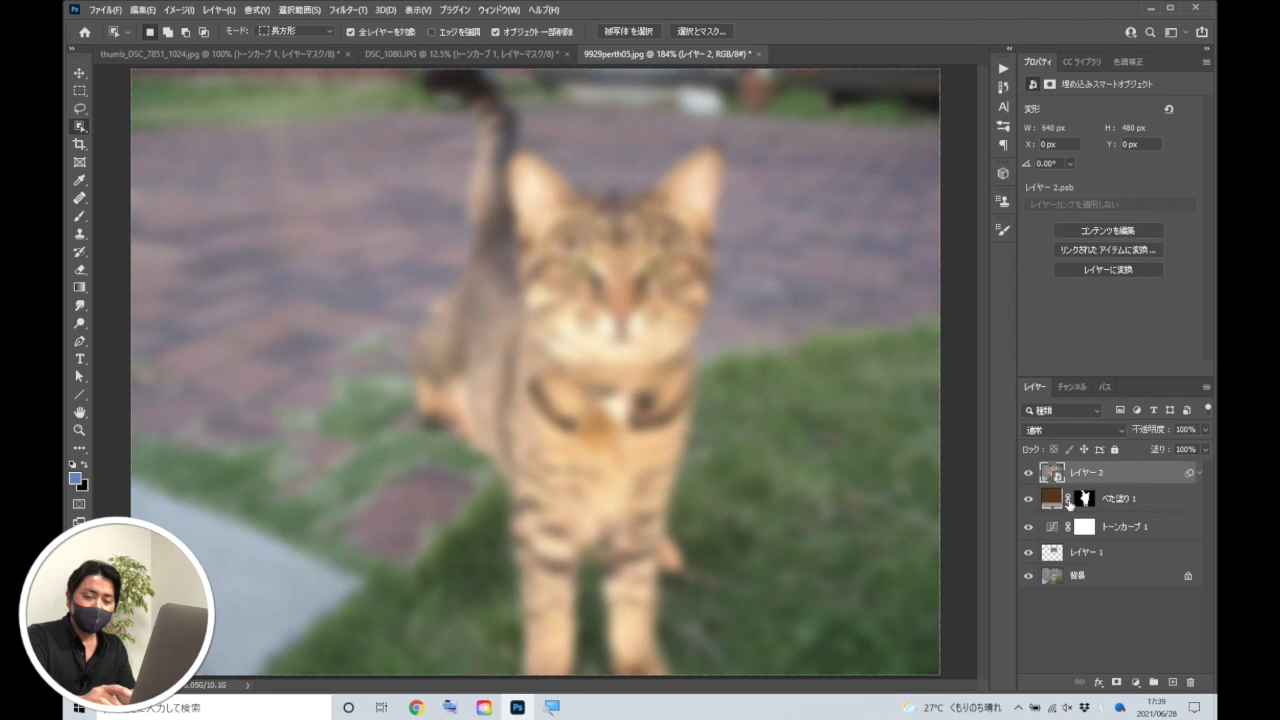 Ps ファイル(F) 編集(E) イメージ(I) レイヤー(L) 書式(Y) 選択範囲(S) フィルター(T) 3D(D) 表示(V) プラグイン ウィンドウ(W) ヘルプ(H)
モード: 長方形 全レイヤーを対象 エッジを強調 オブジェクト一部削除 被写体を選択 選択とマスク...
thumb_DSC_7851_1024.jpg @ 100% (トーンカーブ 1, レイヤーマスク/8) * ×
DSC_1080.JPG @ 12.5% (トーンカーブ 1, レイヤーマスク/8) * ×
9929perth05.jpg @ 184% (レイヤー 2, RGB/8#) * ×
プロパティ CC ライブラリ 色調補正
埋め込みスマートオブジェクト
変形
W: 640 px H: 480 px
X: 0 px Y: 0 px
0.00°
レイヤー 2.psb
レイヤーカンプを適用しない
コンテンツを編集
リンクされたアイテムに変換...
レイヤーに変換
レイヤー チャンネル パス
種類
通常 不透明度: 100%
ロック: 塗り: 100%
レイヤー 2
べた塗り 1
トーンカーブ 1
レイヤー 1
背景
fx
に入力して検索
Ps
27°C くもりのち晴れ
17:39
2021/06/28